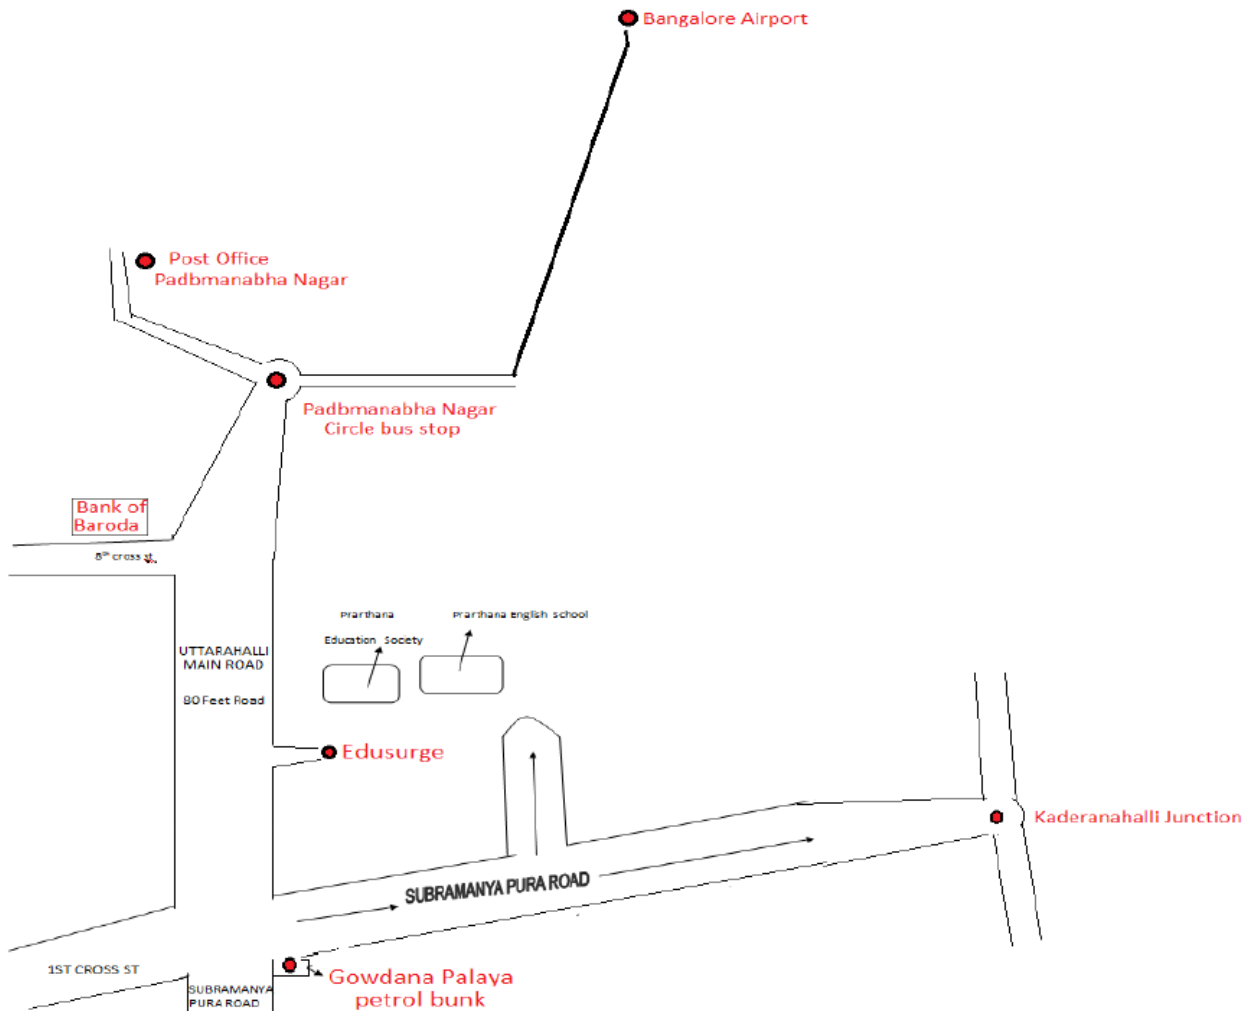 Bangalore Airport
Post Office
Padbmanabha Nagar
Padbmanabha Nagar
Circle bus stop
Bank of
Baroda
8th cross st
Prarthana
Education Society
Prarthana English school
UTTARAHALLI
MAIN ROAD
80 Feet Road
Edusurge
Kaderanahalli Junction
SUBRAMANYA PURA ROAD
1ST CROSS ST
Gowdana Palaya
petrol bunk
SUBRAMANYA
PURA ROAD